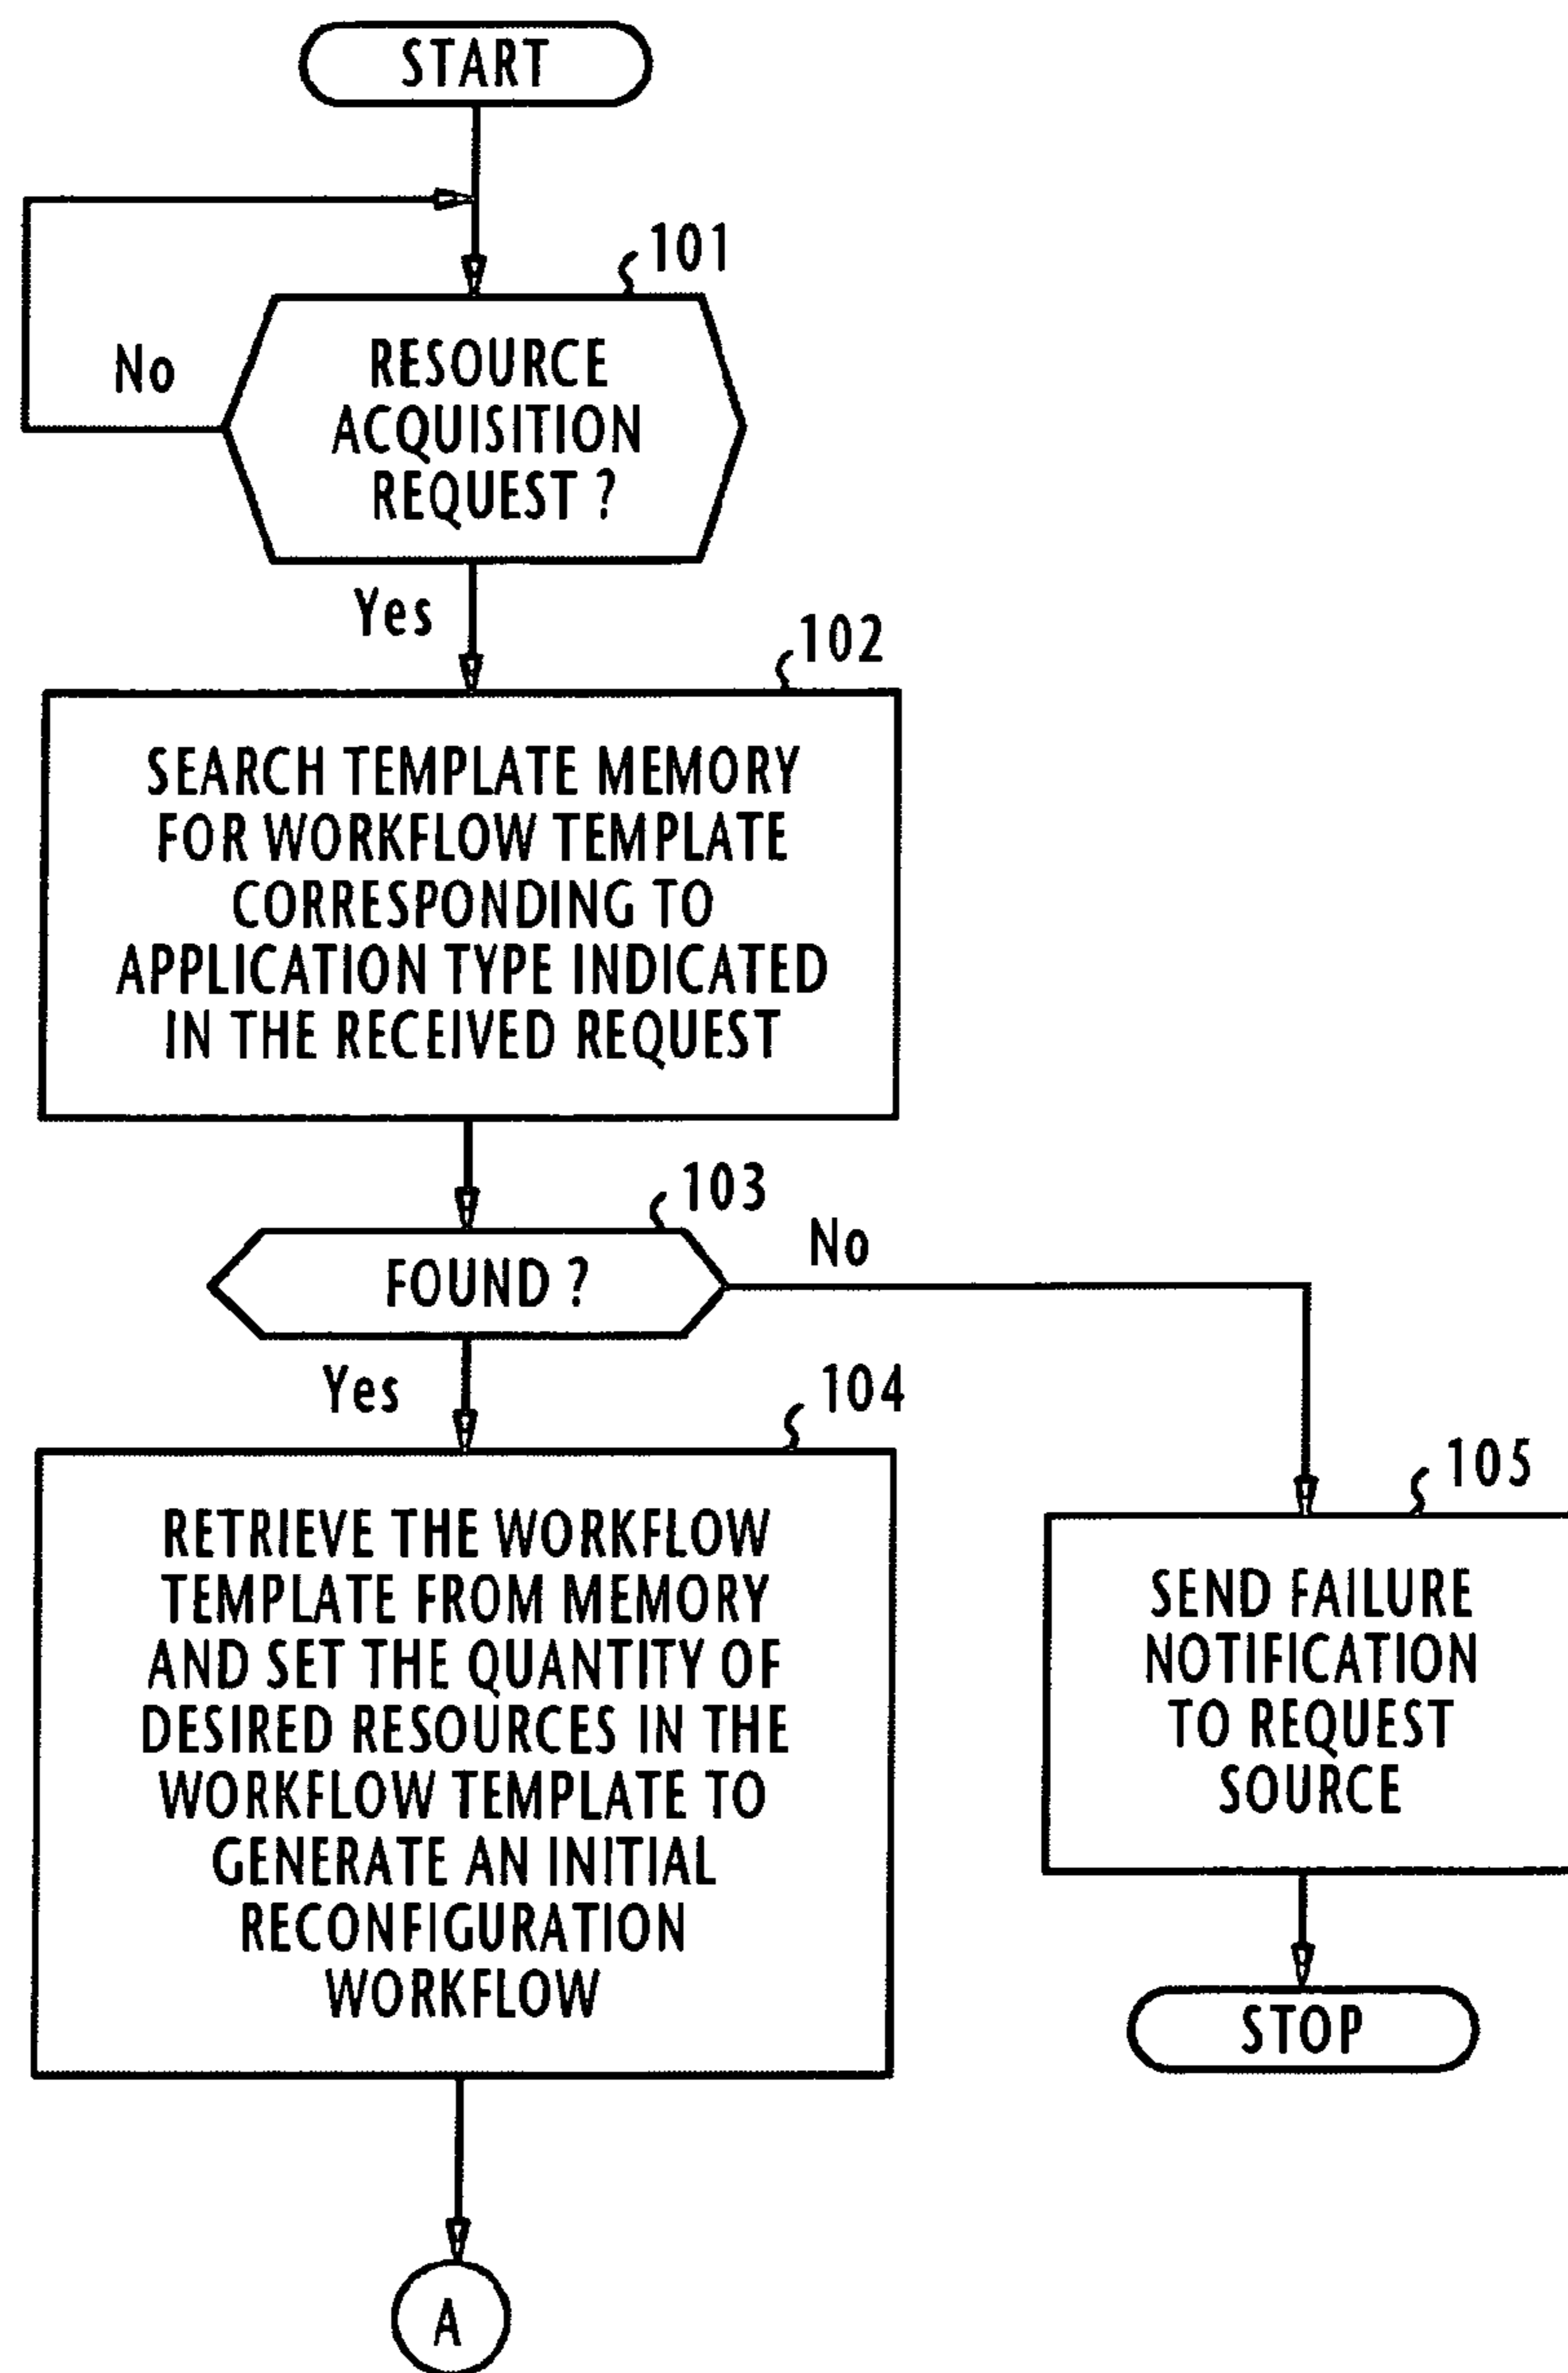 START
101
RESOURCE
ACQUISITION
REQUEST ?
No
Yes
102
SEARCH TEMPLATE MEMORY
FOR WORKFLOW TEMPLATE
CORRESPONDING TO
APPLICATION TYPE INDICATED
IN THE RECEIVED REQUEST
103
FOUND ?
No
Yes
104
RETRIEVE THE WORKFLOW
TEMPLATE FROM MEMORY
AND SET THE QUANTITY OF
DESIRED RESOURCES IN THE
WORKFLOW TEMPLATE TO
GENERATE AN INITIAL
RECONFIGURATION
WORKFLOW
105
SEND FAILURE
NOTIFICATION
TO REQUEST
SOURCE
STOP
A